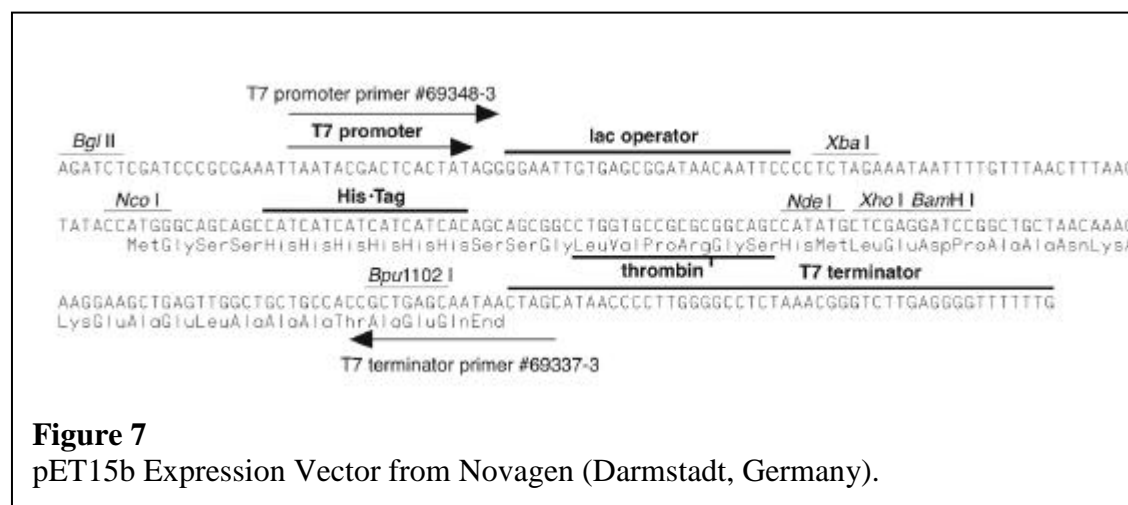 T7 promoter primer #69348-3
Bgl II T7 promoter lac operator Xba I
AGATCTCGATCCCGCGAAATTAATACGACTCACTATAGGGGAATTGTGAGCGGATAACAATTCCCCTCTAGAAATAATTTTGTTTAACTTTAAG
Nco I His•Tag Nde I Xho I BamH I
TATACCATGGGCAGCAGCCATCATCATCATCATCACAGCAGCGGCCTGGTGCCGCGCGGCAGCCATATGCTCGAGGATCCGGCTGCTAACAAAG
MetGlySerSerHisHisHisHisHisHisSerSerGlyLeuValProArgGlySerHisMetLeuGluAspProAlaAlaAsnLysA
Bpu1102 I thrombin T7 terminator
AAGGAAGCTGAGTTGGCTGCTGCCACCGCTGAGCAATAACTAGCATAACCCCTTGGGGCCTCTAAACGGGTCTTGAGGGGTTTTTTG
LysGluAlaGluLeuAlaAlaAlaThrAlaGluGlnEnd
T7 terminator primer #69337-3
Figure 7
pET15b Expression Vector from Novagen (Darmstadt, Germany).